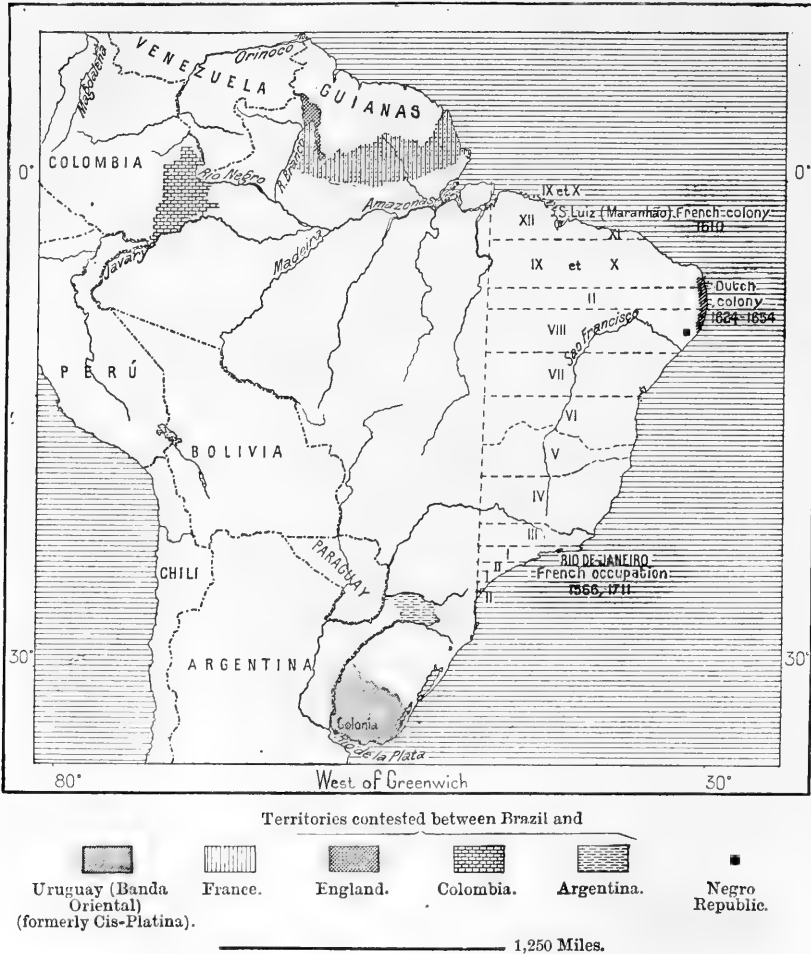 VENEZUELA
Orinoco
Magdalena
GUIANAS
COLOMBIA
Rio Negro
R. Branco
0°
0°
Amazonas
IX et X
XII
S. Luiz (Maranhão) French colony
1610
XI
Javary
Madeira
IX et X
Dutch
colony
1624-1654
II
São Francisco
VIII
PERÚ
VII
VI
BOLIVIA
V
IV
III
CHILÍ
PARAGUAY
I
II
RIO DE JANEIRO
French occupation
1566, 1711
I
II
30°
ARGENTINA
30°
Colonia
Rio de la Plata
80°
West of Greenwich
30°
Territories contested between Brazil and
Uruguay (Banda
Oriental)
(formerly Cis-Platina).
France.
England.
Colombia.
Argentina.
Negro
Republic.
1,250 Miles.